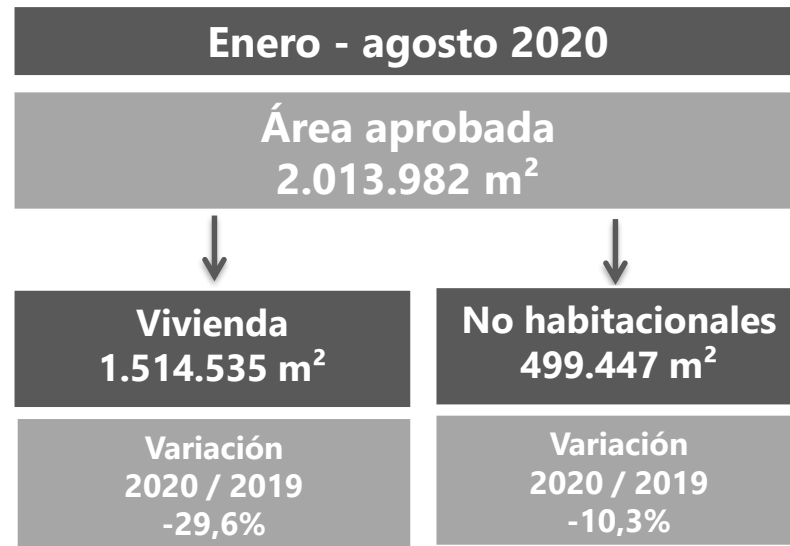 Enero - agosto 2020
Área aprobada
2.013.982 m²
Vivienda
1.514.535 m²
No habitacionales
499.447 m²
Variación
2020 / 2019
-29,6%
Variación
2020 / 2019
-10,3%